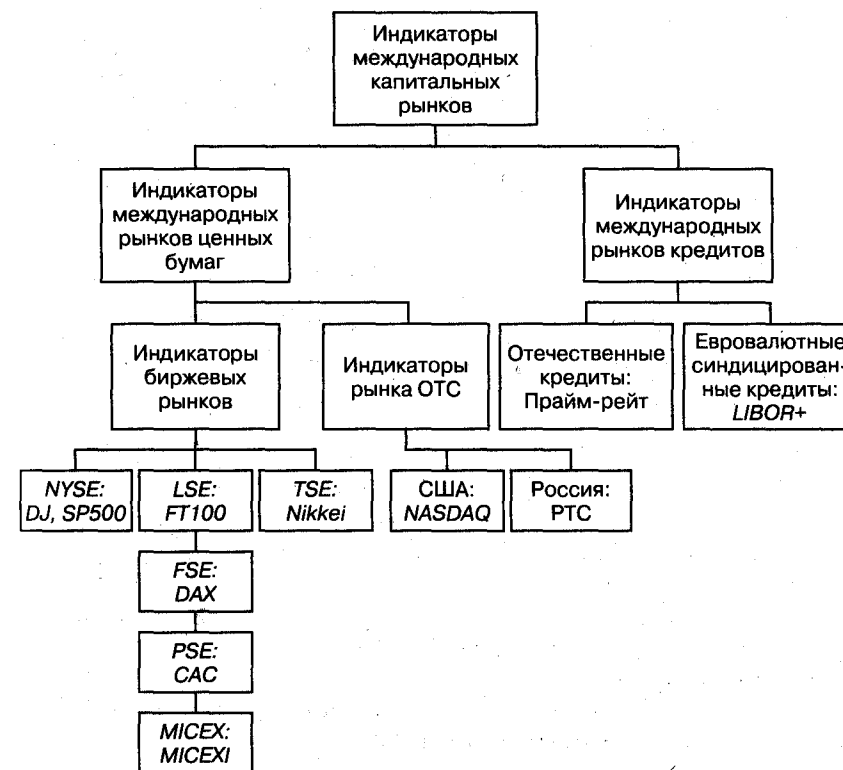 Индикаторы
международных
капитальных
рынков
Индикаторы
международных
рынков ценных
бумаг
Индикаторы
международных
рынков кредитов
Индикаторы
биржевых
рынков
Индикаторы
рынка ОТС
Отечественные
кредиты:
Прайм-рейт
Евровалютные
синдицирован-
ные кредиты:
LIBOR+
NYSE:
DJ, SP500
LSE:
FT100
TSE:
Nikkei
США:
NASDAQ
Россия:
РТС
FSE:
DAX
PSE:
CAC
MICEX:
MICEXI